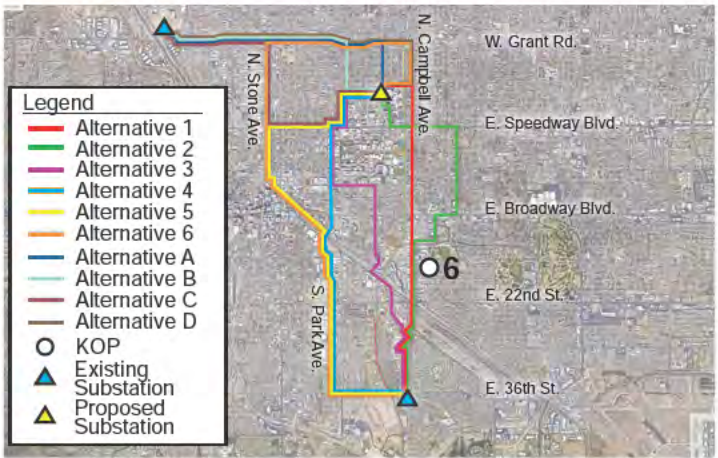 W. Grant Rd.
N. Campbell Ave.
N. Stone Ave.
Legend
Alternative 1
Alternative 2
Alternative 3
Alternative 4
Alternative 5
Alternative 6
Alternative A
Alternative B
Alternative C
Alternative D
KOP
Existing
Substation
Proposed
Substation
E. Speedway Blvd.
E. Broadway Blvd.
6
E. 22nd St.
S. Park Ave.
E. 36th St.